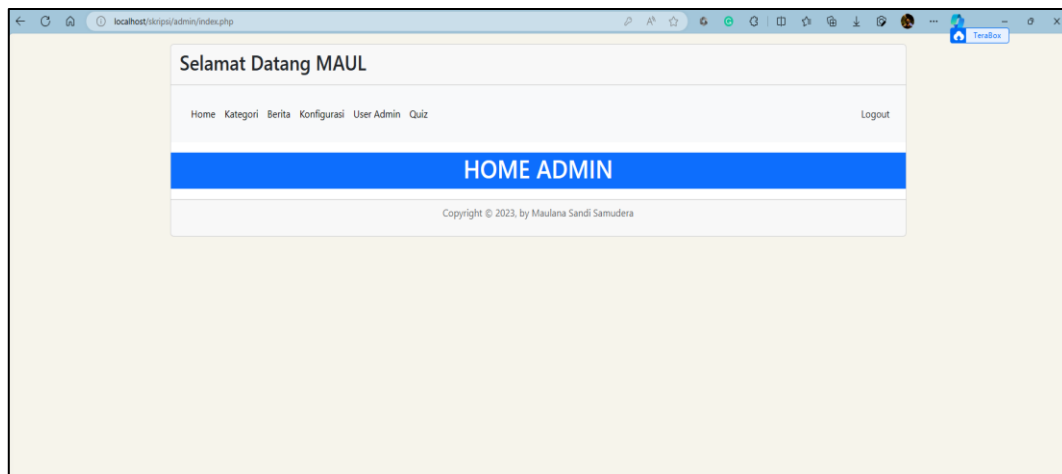 localhost/skripsi/admin/index.php
TeraBox
Selamat Datang MAUL
Home Kategori Berita Konfigurasi User Admin Quiz Logout
HOME ADMIN
Copyright © 2023, by Maulana Sandi Samudera